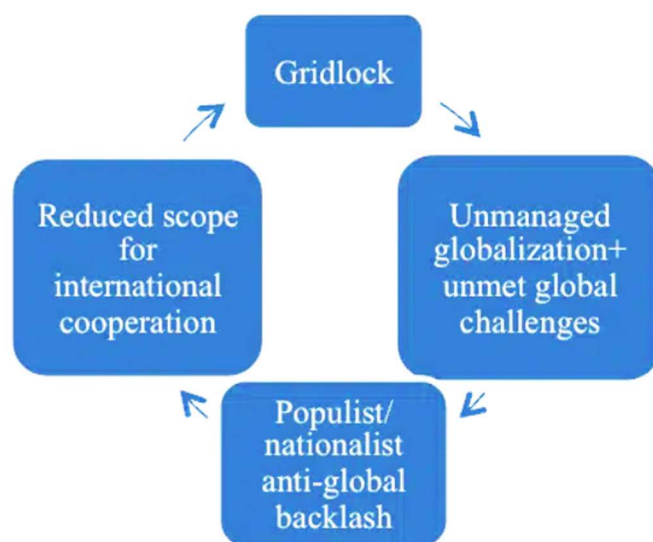 Gridlock
Unmanaged
globalization+
unmet global
challenges
Populist/
nationalist
anti-global
backlash
Reduced scope
for
international
cooperation